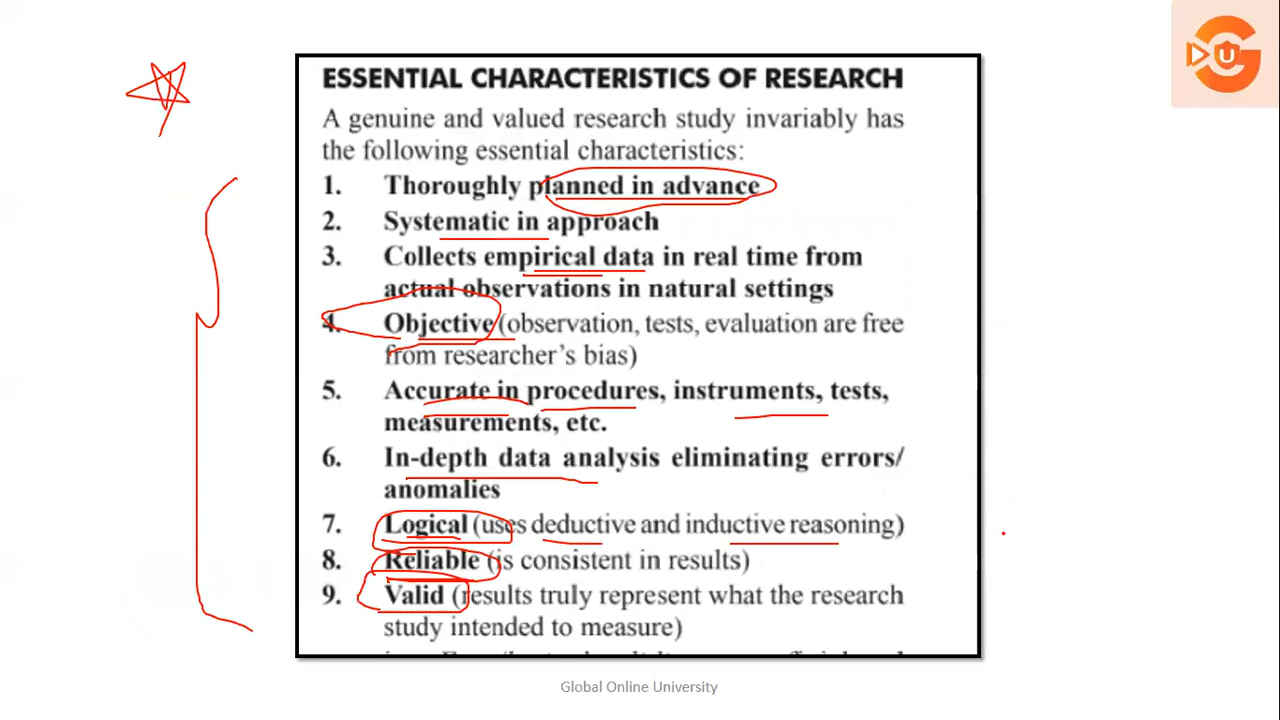 ESSENTIAL CHARACTERISTICS OF RESEARCH
A genuine and valued research study invariably has
the following essential characteristics:
1. Thoroughly planned in advance
2. Systematic in approach
3. Collects empirical data in real time from
actual observations in natural settings
4. Objective (observation, tests, evaluation are free
from researcher's bias)
5. Accurate in procedures, instruments, tests,
measurements, etc.
6. In-depth data analysis eliminating errors/
anomalies
7. Logical (uses deductive and inductive reasoning)
8. Reliable (is consistent in results)
9. Valid (results truly represent what the research
study intended to measure)
Global Online University